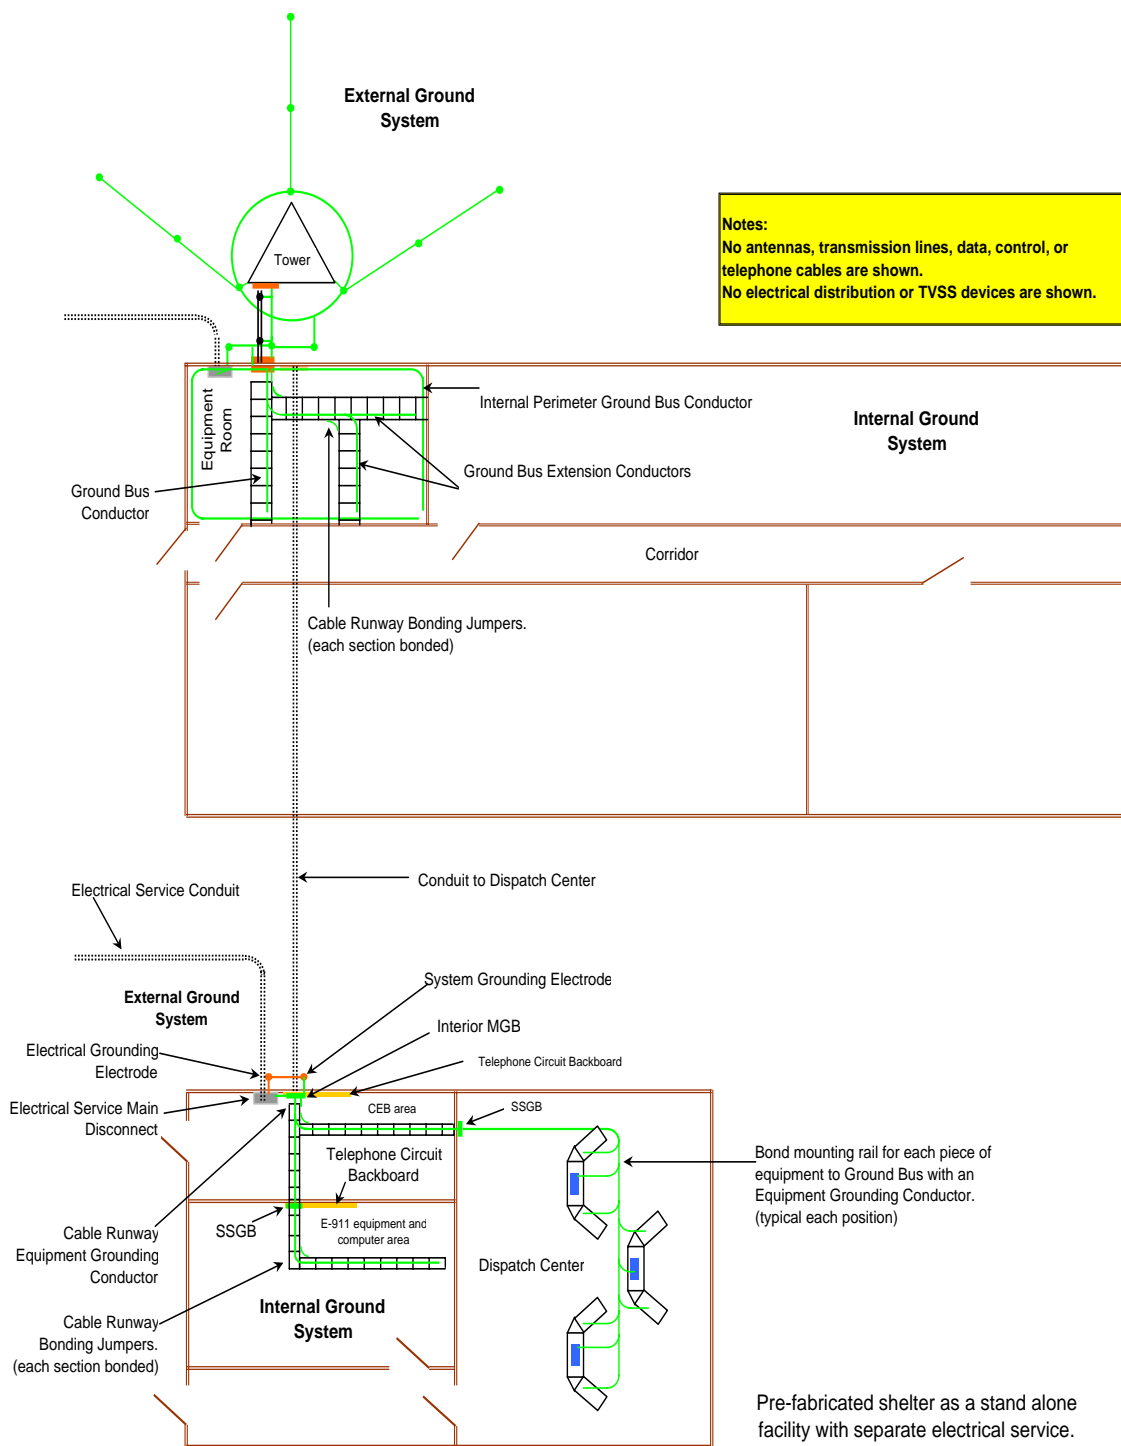 External Ground
System
Notes:
No antennas, transmission lines, data, control, or
telephone cables are shown.
No electrical distribution or TVSS devices are shown.
Tower
Equipment
Room
Internal Perimeter Ground Bus Conductor
Internal Ground
System
Ground Bus Extension Conductors
Ground Bus
Conductor
Corridor
Cable Runway Bonding Jumpers.
(each section bonded)
Conduit to Dispatch Center
Electrical Service Conduit
System Grounding Electrode
External Ground
System
Interior MGB
Electrical Grounding
Electrode
Telephone Circuit Backboard
Electrical Service Main
Disconnect
CEB area
SSGB
Telephone Circuit
Backboard
Bond mounting rail for each piece of
equipment to Ground Bus with an
Equipment Grounding Conductor.
(typical each position)
SSGB
E-911 equipment and
computer area
Cable Runway
Equipment Grounding
Conductor
Dispatch Center
Internal Ground
System
Cable Runway
Bonding Jumpers.
(each section bonded)
Pre-fabricated shelter as a stand alone
facility with separate electrical service.